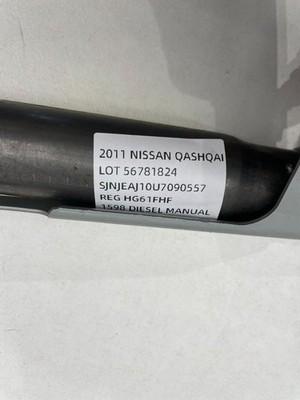 2011 NISSAN QASHQAI
LOT 56781824
SJNJEAJ10U7090557
REG HG61FHF
1598 DIESEL MANUAL